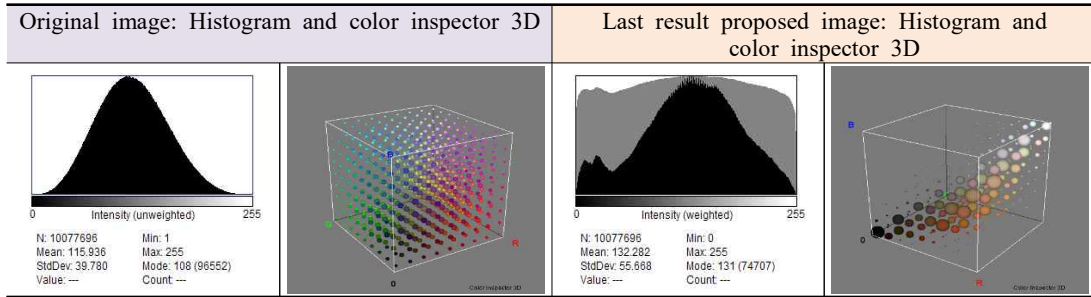 Original image: Histogram and color inspector 3D
Last result proposed image: Histogram and
color inspector 3D
0 Intensity (unweighted) 255
N: 10077696 Min: 1
Mean: 115.936 Max: 255
StdDev: 39.780 Mode: 108 (96552)
Value: --- Count: ---
B
G
R
0
Color Inspector 3D
0 Intensity (weighted) 255
N: 10077696 Min: 0
Mean: 132.282 Max: 255
StdDev: 55.668 Mode: 131 (74707)
Value: --- Count: ---
B
0
R
Color Inspector 3D